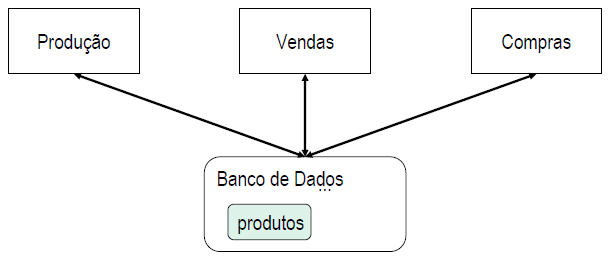 Produção
Vendas
Compras
Banco de Dados
...
produtos